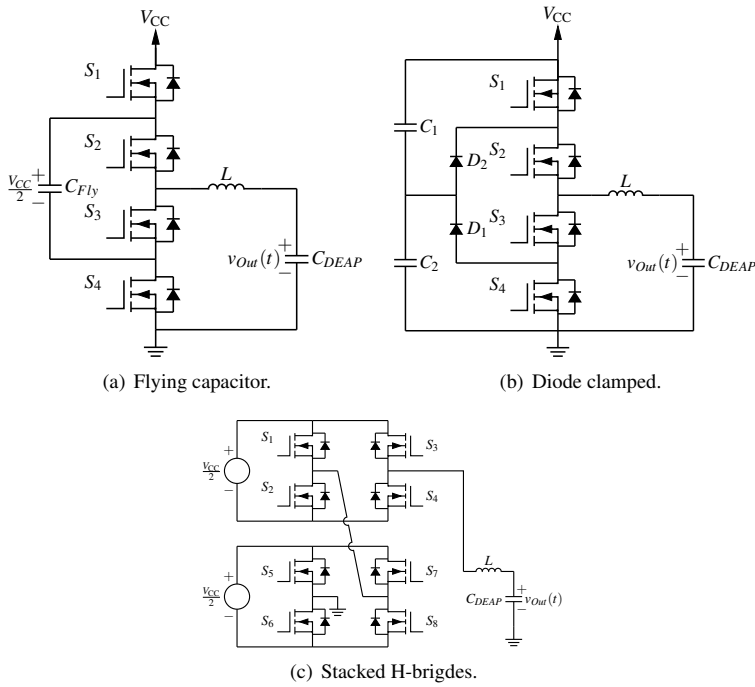 V_CC
S_1
S_2
V_CC/2
+
−
C_Fly
L
S_3
v_Out(t)
+
−
C_DEAP
S_4
(a) Flying capacitor.
V_CC
S_1
C_1
S_2
D_2
L
S_3
D_1
C_2
v_Out(t)
+
−
C_DEAP
S_4
(b) Diode clamped.
S_1
S_3
V_CC/2
+
−
S_2
S_4
S_5
S_7
L
V_CC/2
+
−
C_DEAP
+
−
v_Out(t)
S_6
S_8
(c) Stacked H-brigdes.